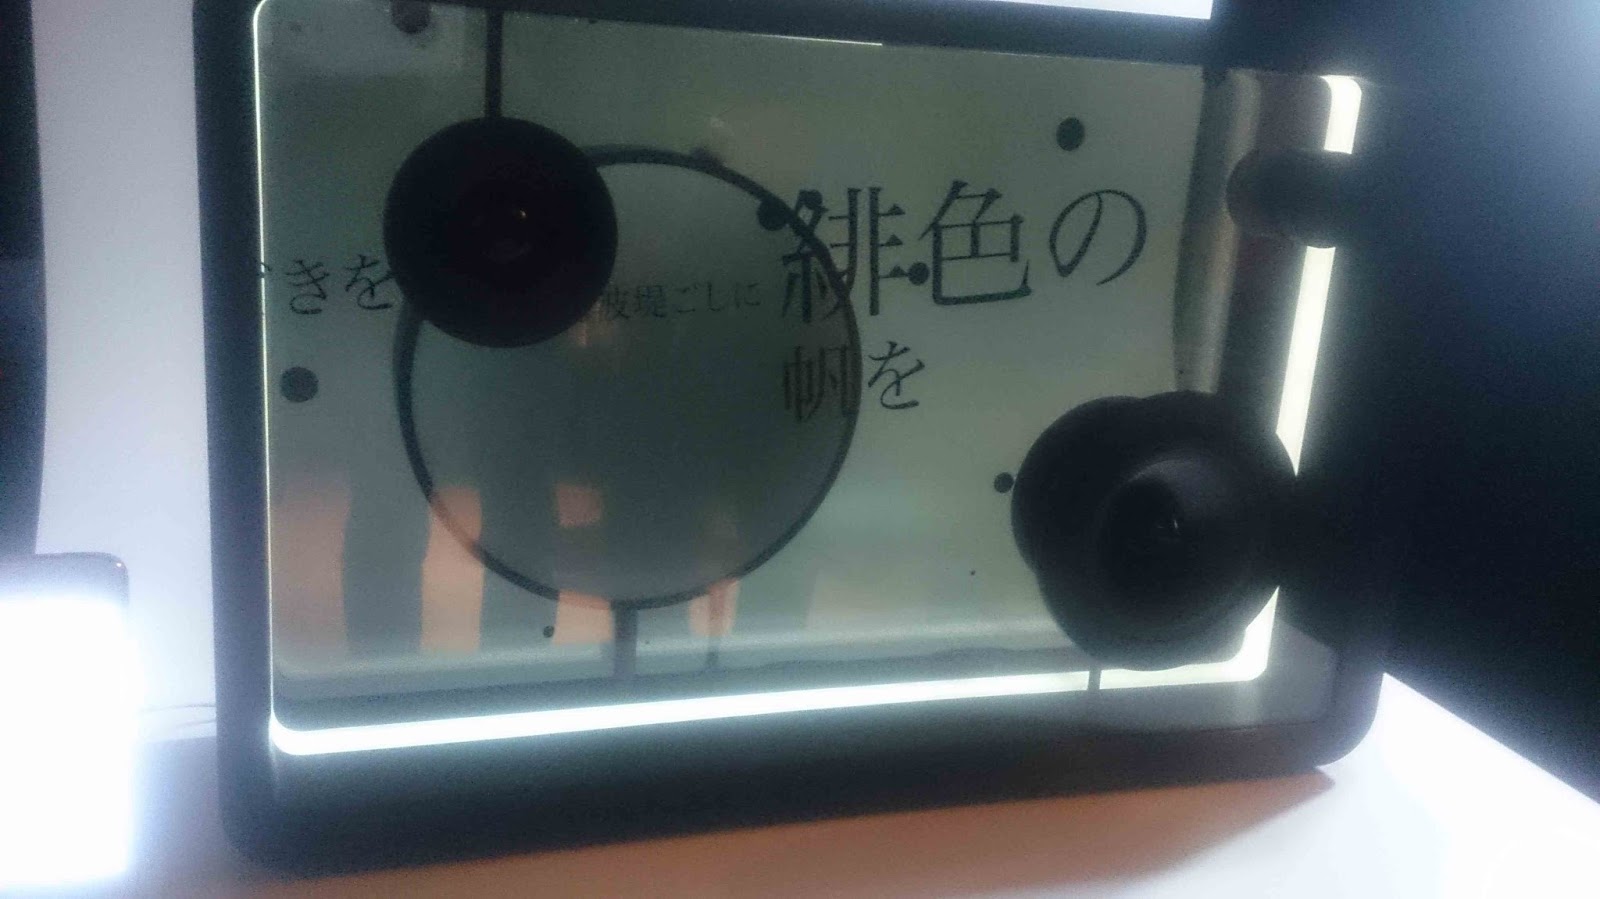 きを
波堤ごしに
緋色の
帆を